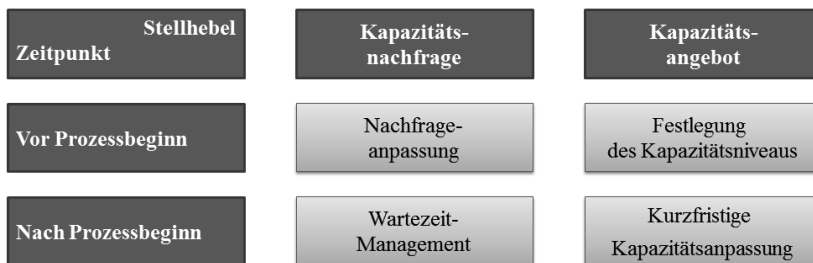 Stellhebel
Zeitpunkt
Kapazitäts-
nachfrage
Kapazitäts-
angebot
Vor Prozessbeginn
Nachfrage-
anpassung
Festlegung
des Kapazitätsniveaus
Nach Prozessbeginn
Wartezeit-
Management
Kurzfristige
Kapazitätsanpassung